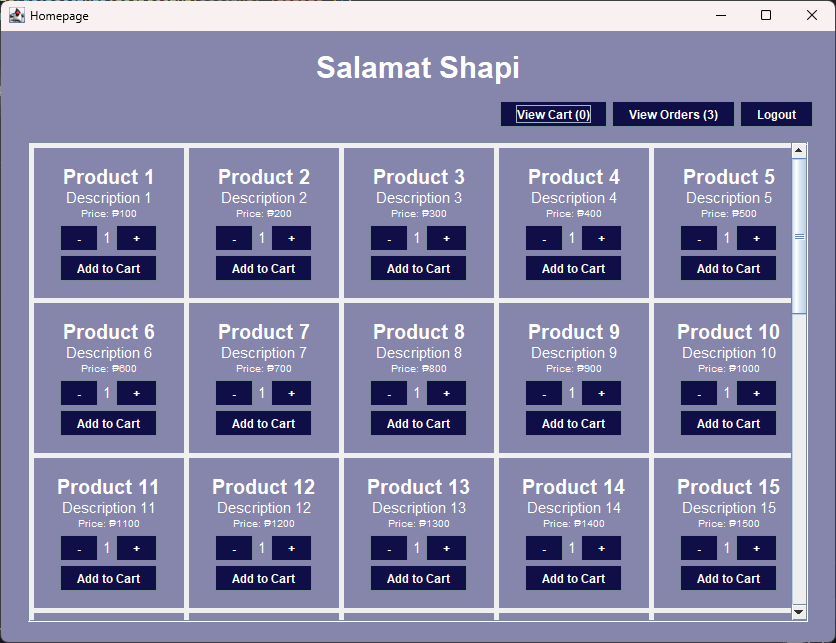 Homepage
Salamat Shapi
View Cart (0) View Orders (3) Logout
Product 1 Product 2 Product 3 Product 4 Product 5
Description 1 Description 2 Description 3 Description 4 Description 5
Price: ₱100 Price: ₱200 Price: ₱300 Price: ₱400 Price: ₱500
- 1 + - 1 + - 1 + - 1 + - 1 +
Add to Cart Add to Cart Add to Cart Add to Cart Add to Cart
Product 6 Product 7 Product 8 Product 9 Product 10
Description 6 Description 7 Description 8 Description 9 Description 10
Price: ₱600 Price: ₱700 Price: ₱800 Price: ₱900 Price: ₱1000
- 1 + - 1 + - 1 + - 1 + - 1 +
Add to Cart Add to Cart Add to Cart Add to Cart Add to Cart
Product 11 Product 12 Product 13 Product 14 Product 15
Description 11 Description 12 Description 13 Description 14 Description 15
Price: ₱1100 Price: ₱1200 Price: ₱1300 Price: ₱1400 Price: ₱1500
- 1 + - 1 + - 1 + - 1 + - 1 +
Add to Cart Add to Cart Add to Cart Add to Cart Add to Cart